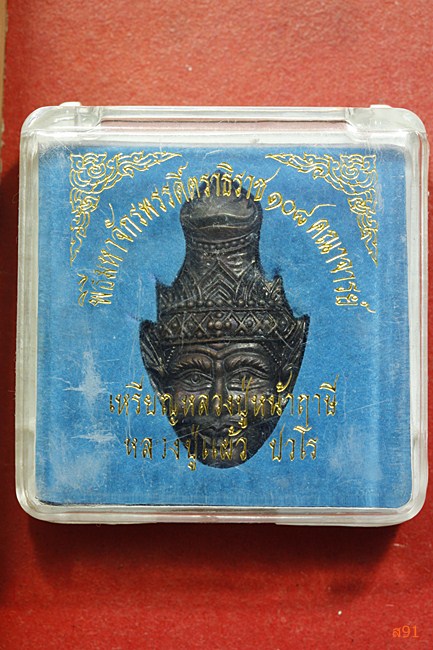 พิธีมหาจักรพรรดิ์ตราธิราช ๑๐๘ คณาจารย์
เหรียญหลวงปู่หน้าฤาษี
หลวงปู่แผ้ว ปวโร
ส91